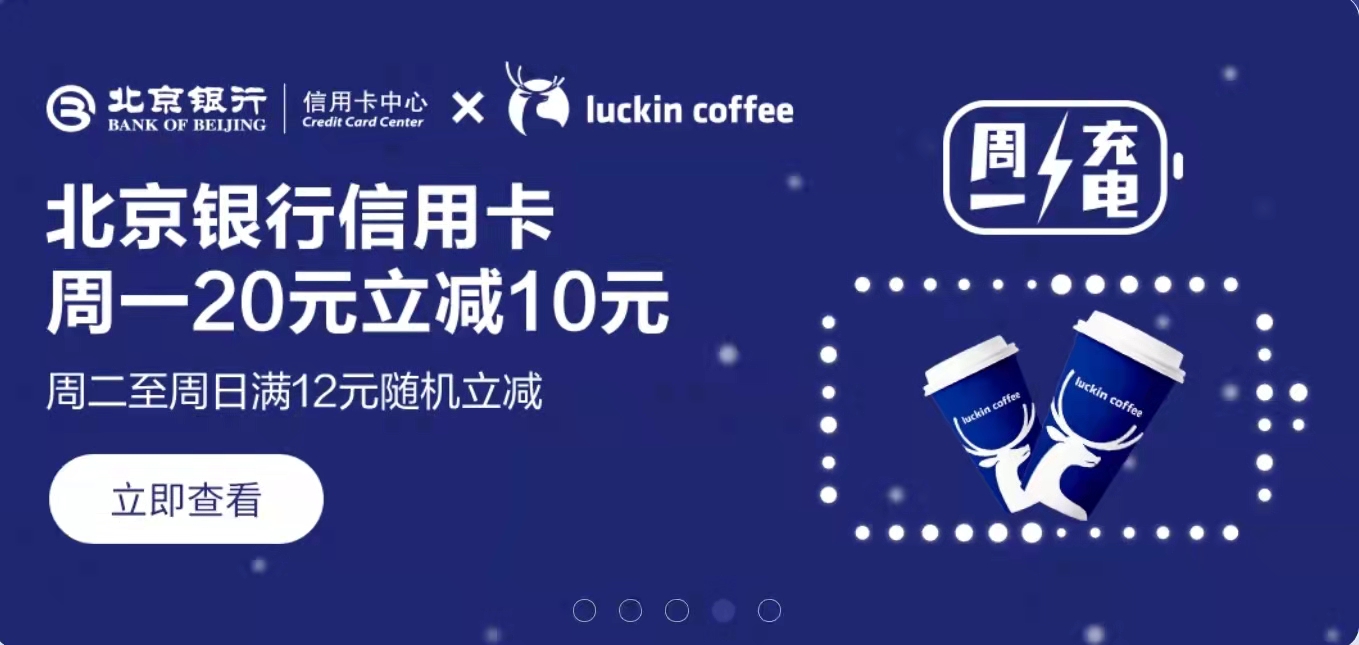 北京银行 信用卡中心 × luckin coffee
BANK OF BEIJING Credit Card Center
北京银行信用卡
周一20元立减10元
周二至周日满12元随机立减
立即查看
周一充电
luckin coffee
luckin coffee